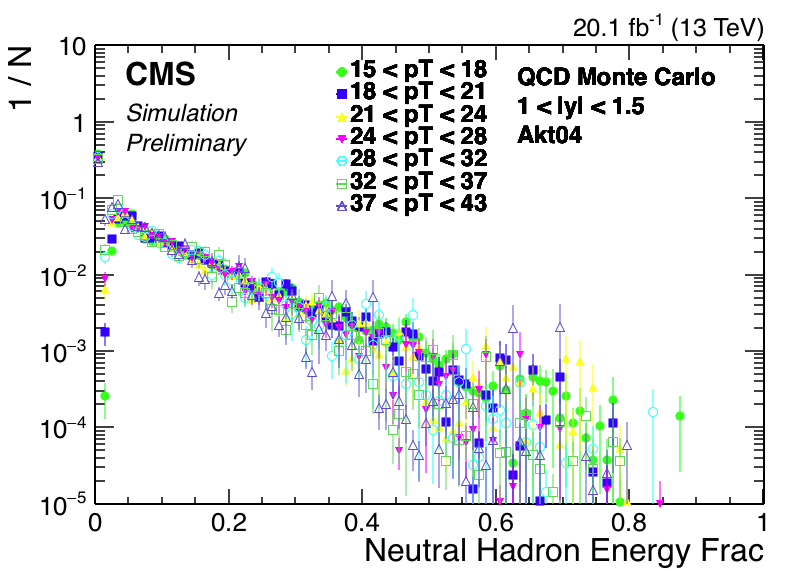 20.1 fb⁻¹ (13 TeV)
1 / N
10
1
10⁻¹
10⁻²
10⁻³
10⁻⁴
10⁻⁵
CMS
Simulation
Preliminary
15 < pT < 18
18 < pT < 21
21 < pT < 24
24 < pT < 28
28 < pT < 32
32 < pT < 37
37 < pT < 43
QCD Monte Carlo
1 < |y| < 1.5
Akt04
0 0.2 0.4 0.6 0.8 1
Neutral Hadron Energy Frac